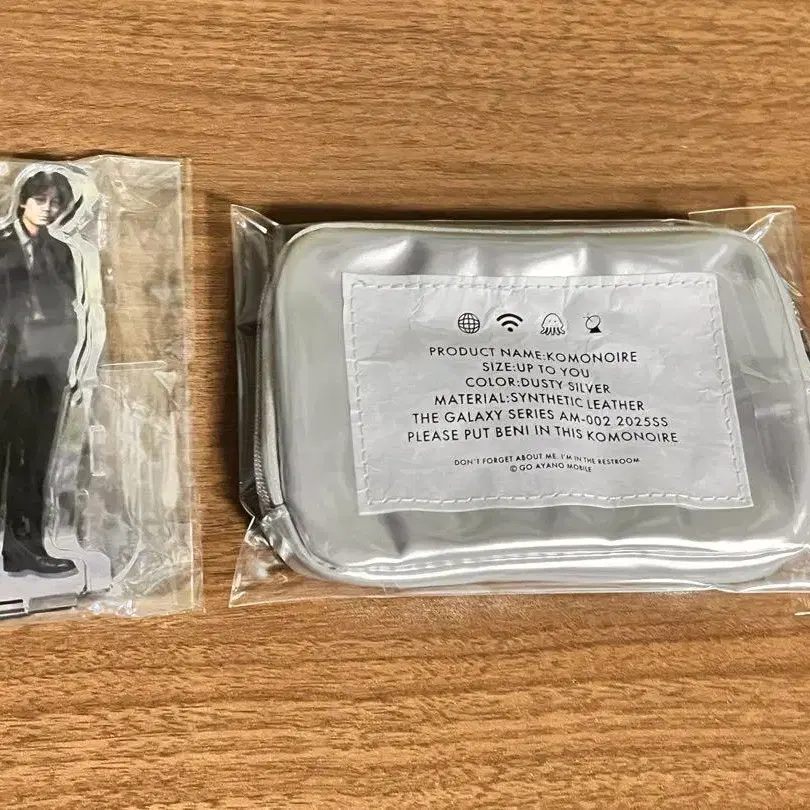 PRODUCT NAME:KOMONOIRE
SIZE:UP TO YOU
COLOR:DUSTY SILVER
MATERIAL:SYNTHETIC LEATHER
THE GALAXY SERIES AM-002 2025SS
PLEASE PUT BENI IN THIS KOMONOIRE
DON'T FORGET ABOUT ME. I'M IN THE RESTROOM
© GO AYANO MOBILE